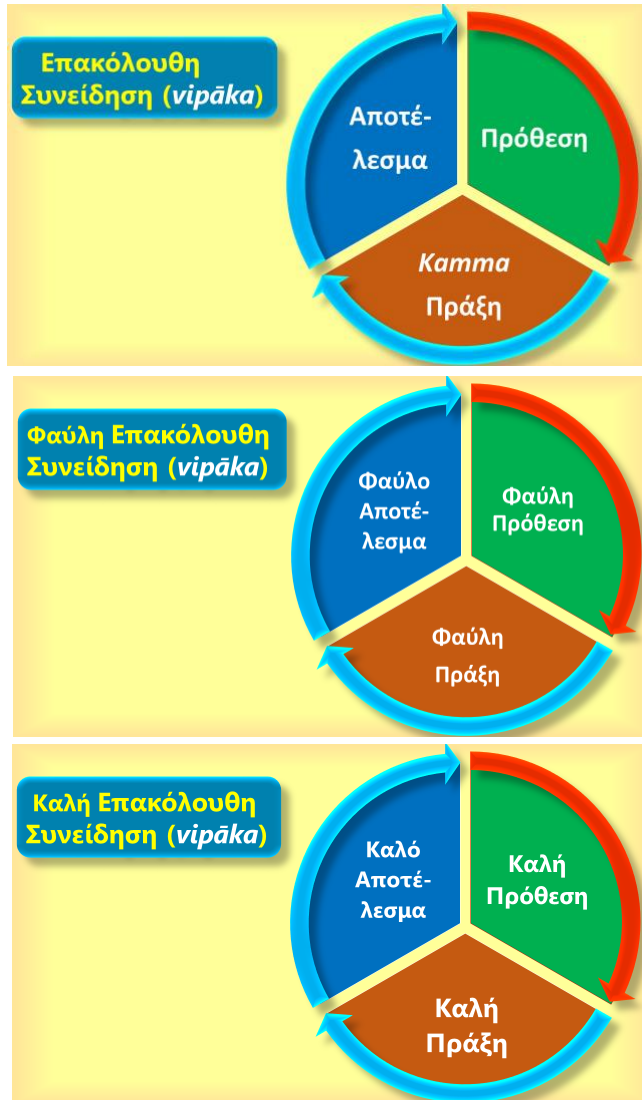 Επακόλουθη
Συνείδηση (vipāka)
Αποτέ-
λεσμα
Πρόθεση
Kamma
Πράξη
Φαύλη Επακόλουθη
Συνείδηση (vipāka)
Φαύλο
Αποτέ-
λεσμα
Φαύλη
Πρόθεση
Φαύλη
Πράξη
Καλή Επακόλουθη
Συνείδηση (vipāka)
Καλό
Αποτέ-
λεσμα
Καλή
Πρόθεση
Καλή
Πράξη